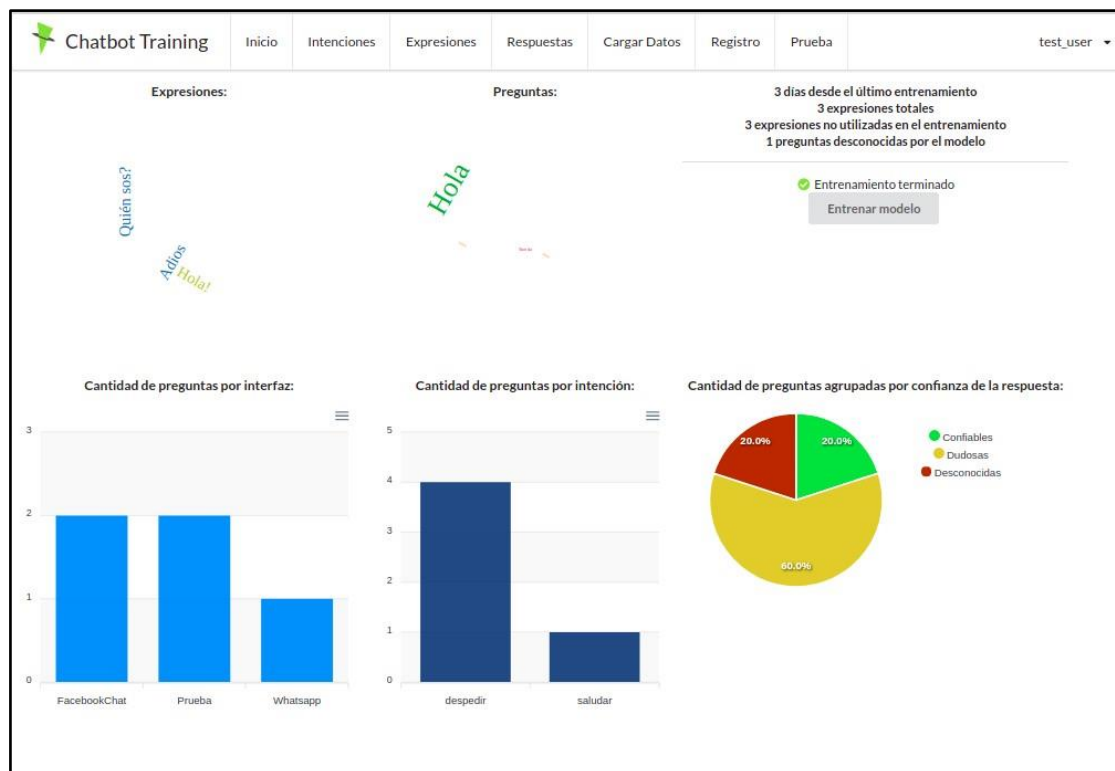 Chatbot Training
Inicio
Intenciones
Expresiones
Respuestas
Cargar Datos
Registro
Prueba
test_user
Expresiones:
Quién sos?
Adios
Hola!
Preguntas:
Hola
3 días desde el último entrenamiento
3 expresiones totales
3 expresiones no utilizadas en el entrenamiento
1 preguntas desconocidas por el modelo
Entrenamiento terminado
Entrenar modelo
Cantidad de preguntas por interfaz:
3
2
1
0
FacebookChat
Prueba
Whatsapp
Cantidad de preguntas por intención:
5
4
3
2
1
0
despedir
saludar
Cantidad de preguntas agrupadas por confianza de la respuesta:
20.0%
20.0%
60.0%
Confiables
Dudosas
Desconocidas